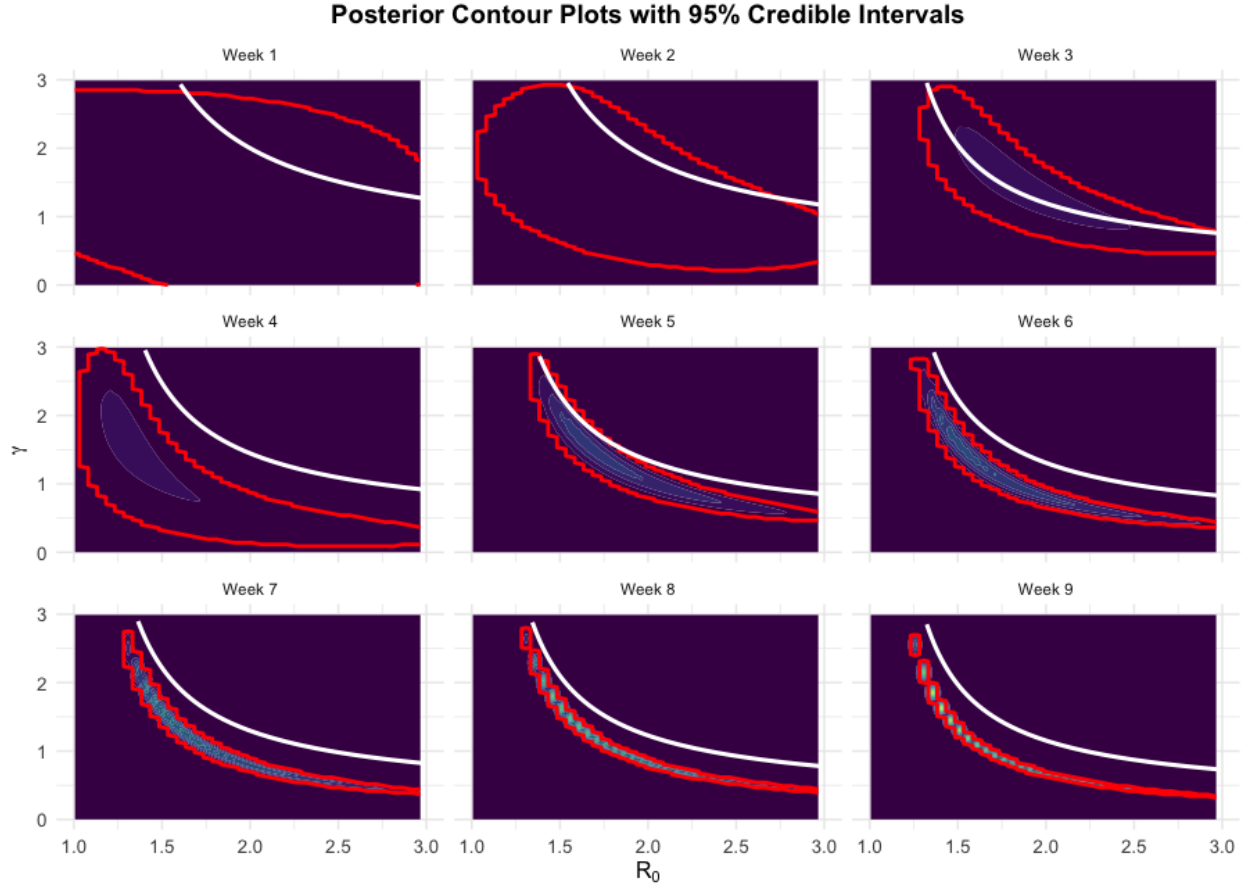 Posterior Contour Plots with 95% Credible Intervals
Week 1 Week 2 Week 3
3
2
1
0
Week 4 Week 5 Week 6
3
2
1
0
γ
Week 7 Week 8 Week 9
3
2
1
0
1.0 1.5 2.0 2.5 3.0 1.0 1.5 2.0 2.5 3.0 1.0 1.5 2.0 2.5 3.0
R₀